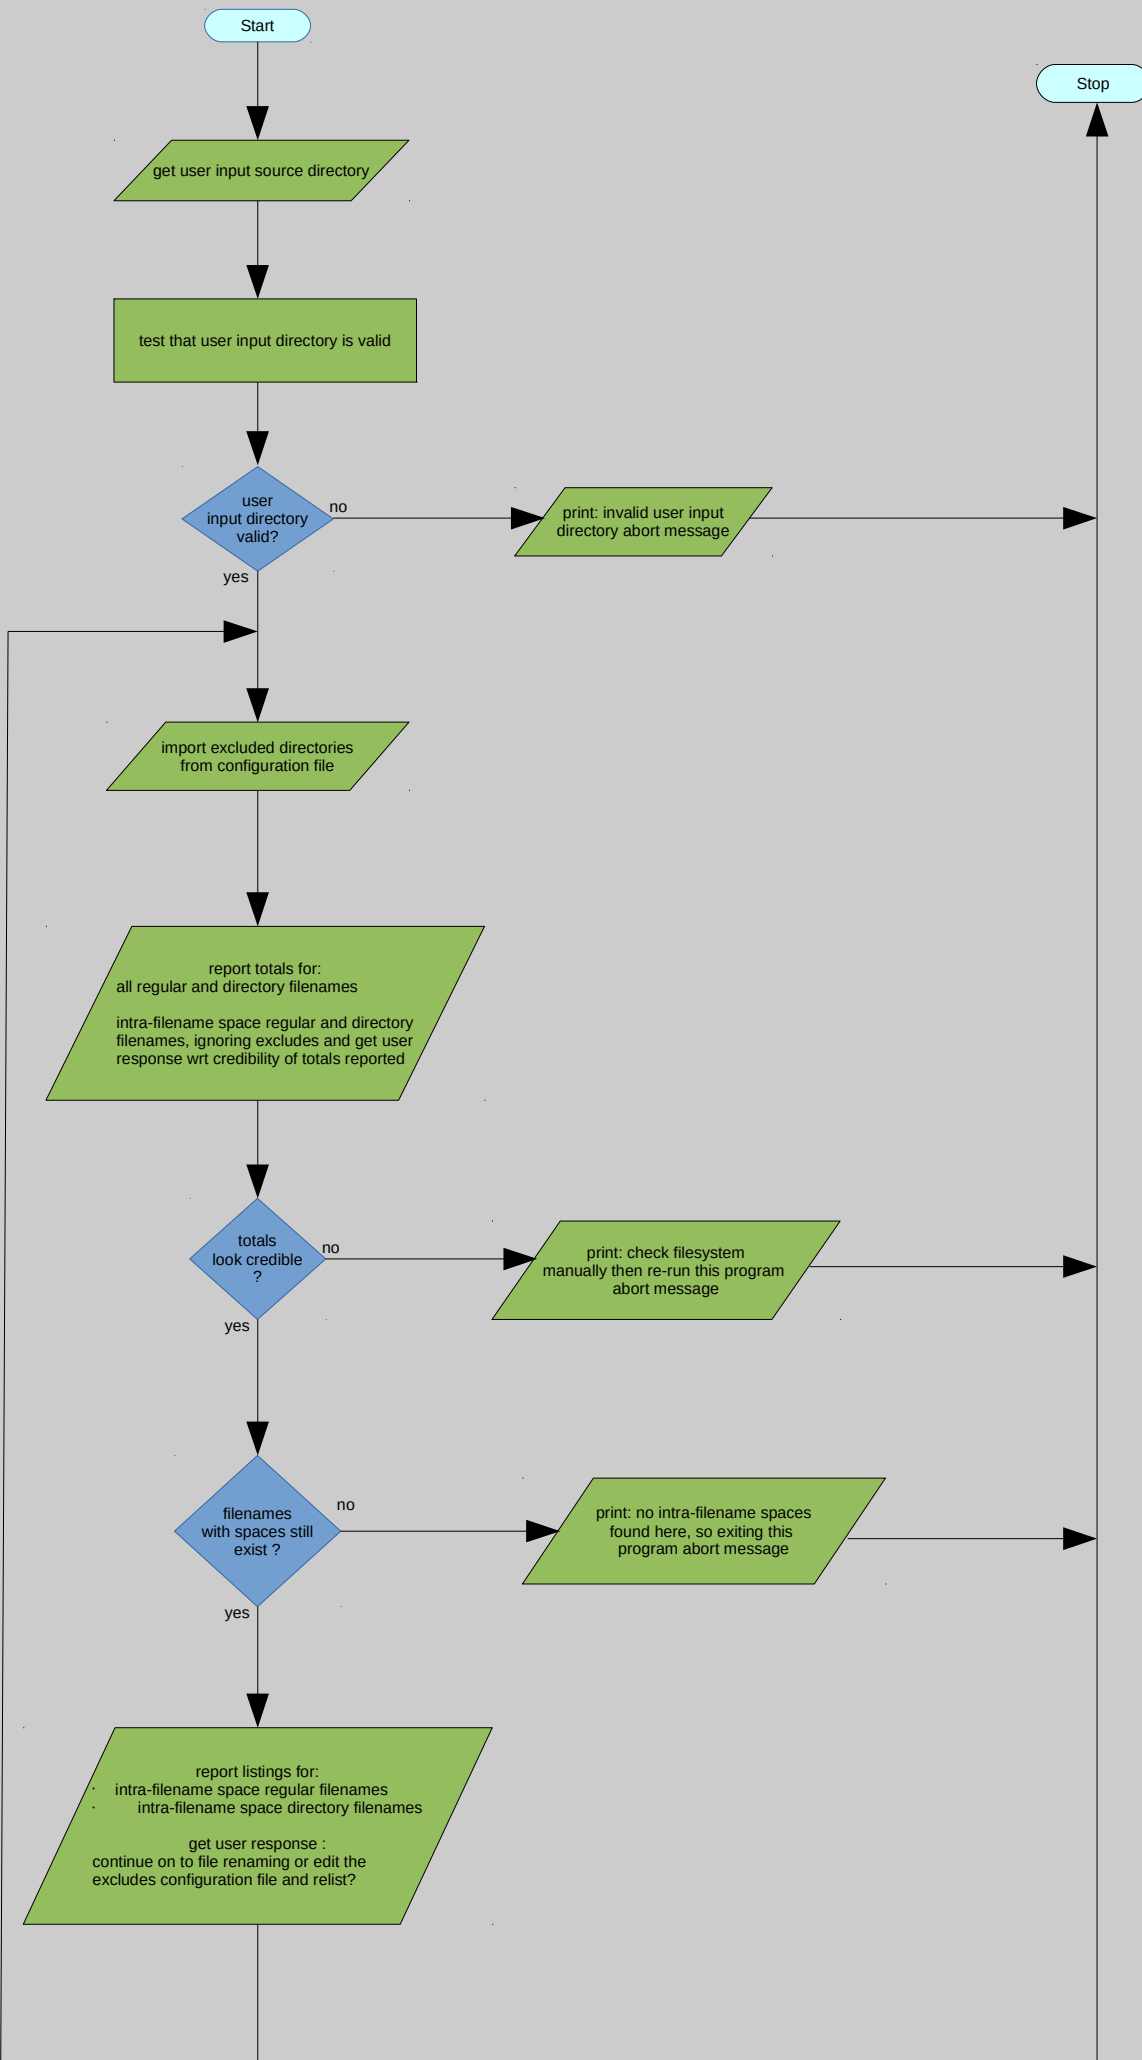 Start
Stop
get user input source directory
test that user input directory is valid
user
input directory
valid?
no
print: invalid user input
directory abort message
yes
import excluded directories
from configuration file
report totals for:
all regular and directory filenames
intra-filename space regular and directory
filenames, ignoring excludes and get user
response wrt credibility of totals reported
totals
look credible
?
no
print: check filesystem
manually then re-run this program
abort message
yes
filenames
with spaces still
exist ?
no
print: no intra-filename spaces
found here, so exiting this
program abort message
yes
report listings for:
· intra-filename space regular filenames
· intra-filename space directory filenames
get user response :
continue on to file renaming or edit the
excludes configuration file and relist?